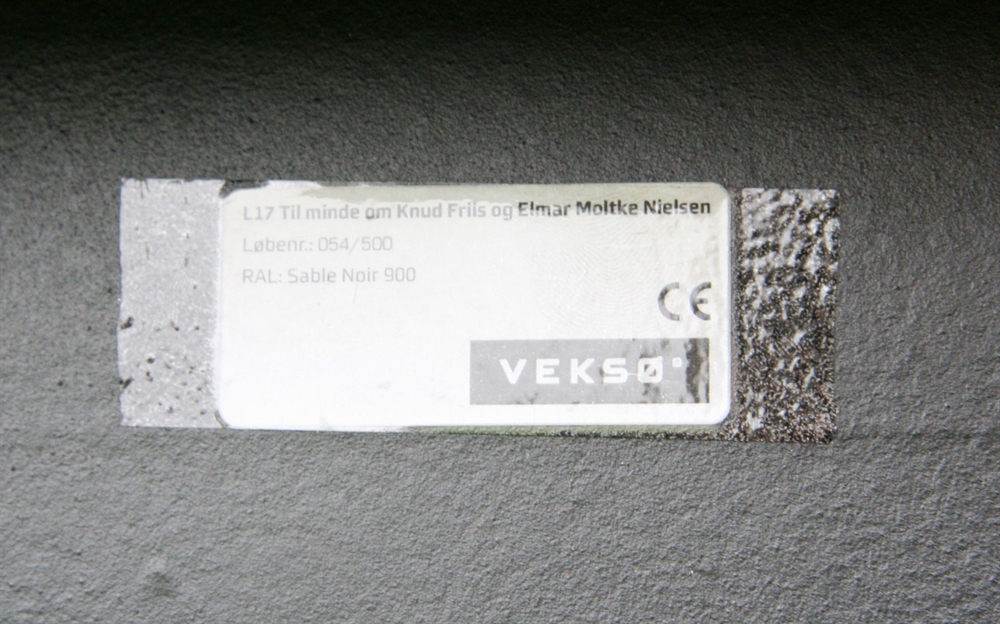 L17 Til minde om Knud Friis og Elmar Moltke Nielsen
Løbenr.: 054/500
RAL: Sable Noir 900
CE
VEKSØ